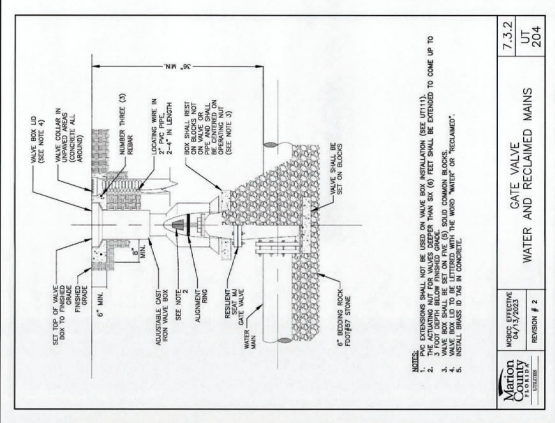 SET TOP OF VALVE
BOX TO FINISHED
GRADE
FINISHED
GRADE
6" MIN.
8"
MIN.
ADJUSTABLE CAST
IRON VALVE BOX
SEE NOTE
2
ALIGNMENT
RING
RESILIENT
SEAT MJ
GATE VALVE
WATER
MAIN
6" BEDDING ROCK
FDOT#57 STONE
VALVE BOX LID
(SEE NOTE 4)
VALVE COLLAR IN
UNPAVED AREAS
(CONCRETE ALL
AROUND)
NUMBER THREE (3)
REBAR
LOCATING WIRE IN
2" PVC PIPE,
2-4" IN LENGTH
36" MIN.
BOX SHALL REST
ON BLOCKS NOT
ON VALVE OR
PIPE AND SHALL
BE CENTERED ON
OPERATING NUT
(SEE NOTE 3)
VALVE SHALL BE
SET ON BLOCKS
NOTES:
1. PVC EXTENSIONS SHALL NOT BE USED ON VALVE BOX INSTALLATION (SEE UT111).
2. THE ACTUATING NUT FOR VALVES DEEPER THAN SIX (6) FEET SHALL BE EXTENDED TO COME UP TO
3 FOOT DEPTH BELOW FINISHED GRADE.
3. VALVE BOX SHALL BE SET ON FIVE (5) SOLID COMMON BLOCKS.
4. VALVE BOX LID TO BE LETTERED WITH THE WORD "WATER" OR "RECLAIMED".
5. INSTALL BRASS ID TAG IN CONCRETE.
Marion
County
FLORIDA
UTILITIES
MCBCC EFFECTIVE
04/13/2023
REVISION # 2
GATE VALVE
WATER AND RECLAIMED MAINS
7.3.2
UT
204